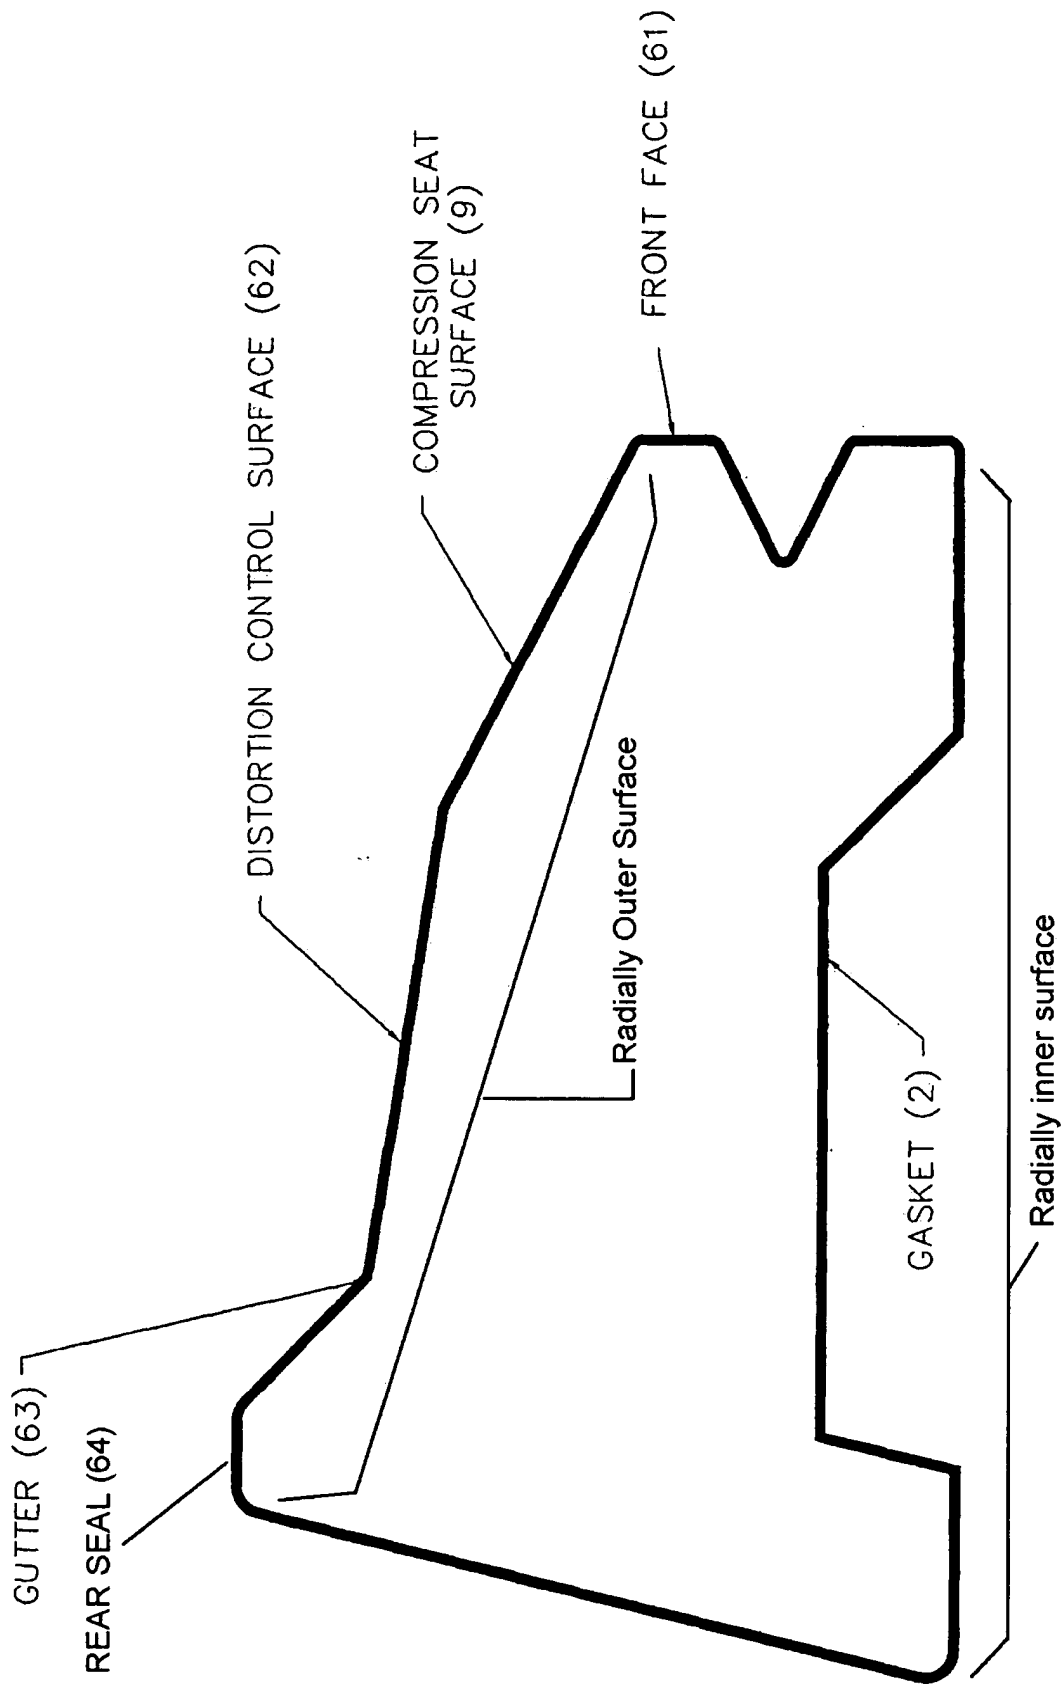 GUTTER (63)
REAR SEAL (64)
DISTORTION CONTROL SURFACE (62)
COMPRESSION SEAT
SURFACE (9)
FRONT FACE (61)
Radially Outer Surface
GASKET (2)
Radially inner surface